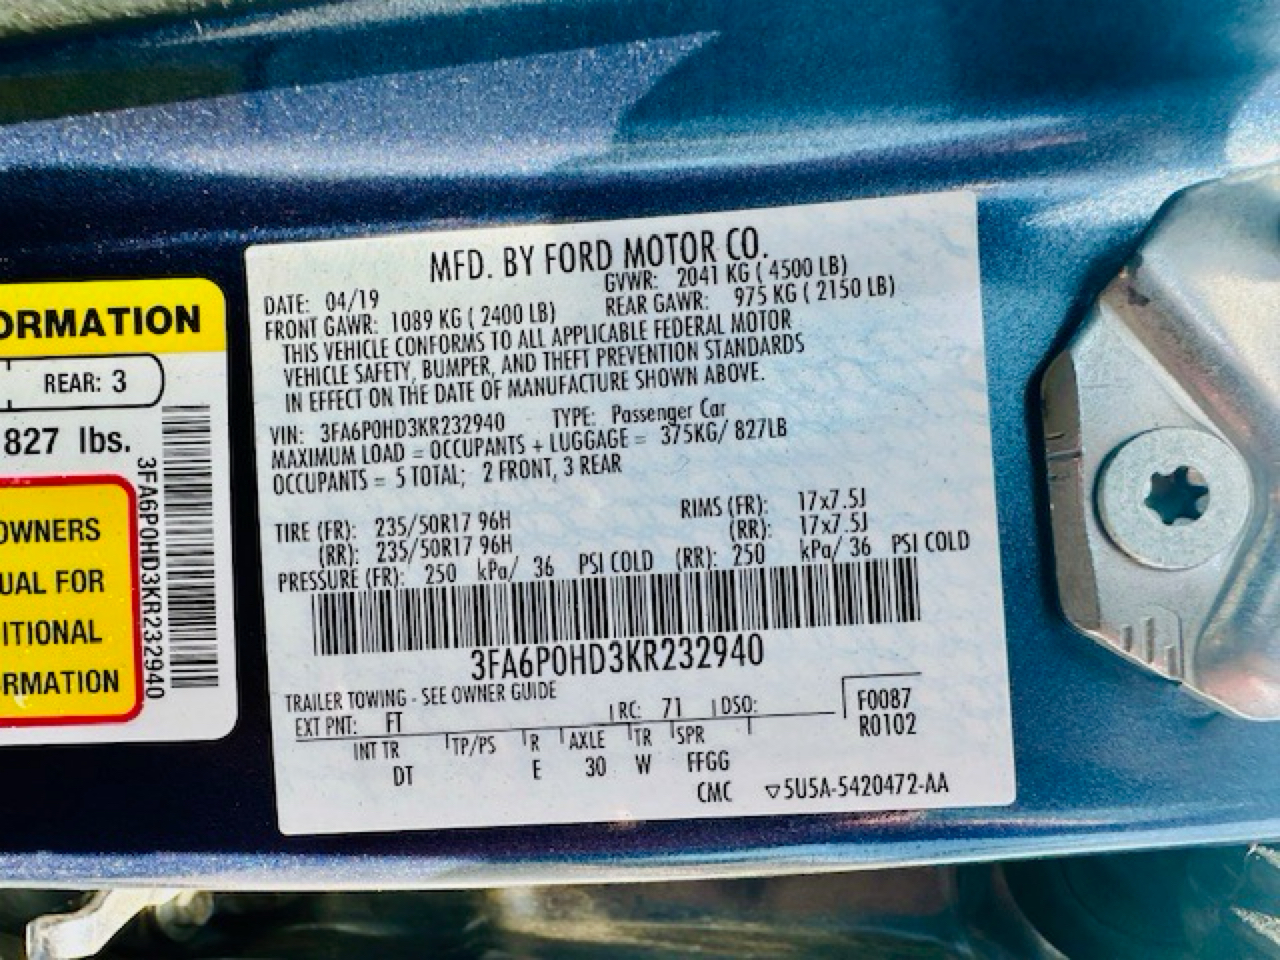 ORMATION
REAR: 3
827 lbs.
OWNERS
UAL FOR
ITIONAL
RMATION
3FA6P0HD3KR232940
MFD. BY FORD MOTOR CO.
DATE: 04/19 GVWR: 2041 KG ( 4500 LB)
FRONT GAWR: 1089 KG ( 2400 LB) REAR GAWR: 975 KG ( 2150 LB)
THIS VEHICLE CONFORMS TO ALL APPLICABLE FEDERAL MOTOR
VEHICLE SAFETY, BUMPER, AND THEFT PREVENTION STANDARDS
IN EFFECT ON THE DATE OF MANUFACTURE SHOWN ABOVE.
VIN: 3FA6P0HD3KR232940 TYPE: Passenger Car
MAXIMUM LOAD = OCCUPANTS + LUGGAGE = 375KG/ 827LB
OCCUPANTS = 5 TOTAL; 2 FRONT, 3 REAR
TIRE (FR): 235/50R17 96H RIMS (FR): 17x7.5J
(RR): 235/50R17 96H (RR): 17x7.5J
PRESSURE (FR): 250 kPa/ 36 PSI COLD (RR): 250 kPa/ 36 PSI COLD
3FA6P0HD3KR232940
TRAILER TOWING - SEE OWNER GUIDE
EXT PNT: FT RC: 71 DSO: F0087
R0102
INT TR TP/PS R AXLE TR SPR
DT E 30 W FFGG
CMC ▽5U5A-5420472-AA